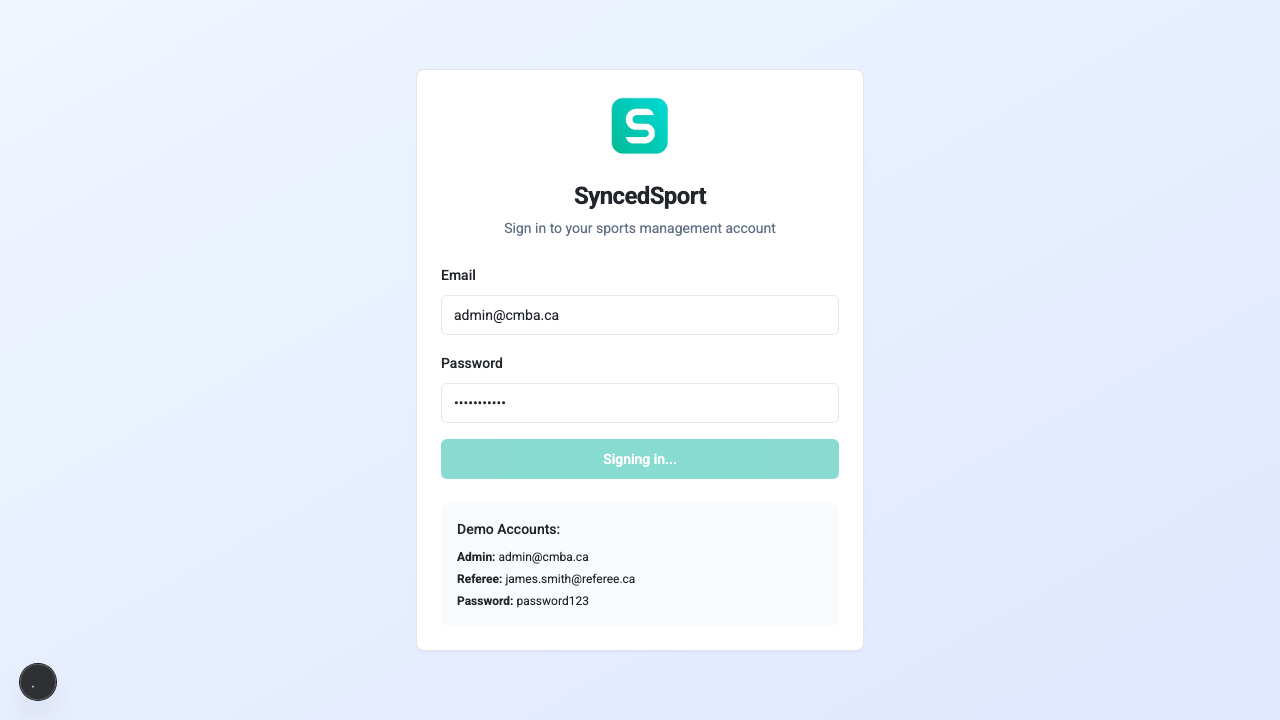 S
SyncedSport
Sign in to your sports management account
Email
admin@cmba.ca
Password
•••••••••••
Signing in...
Demo Accounts:
Admin: admin@cmba.ca
Referee: james.smith@referee.ca
Password: password123